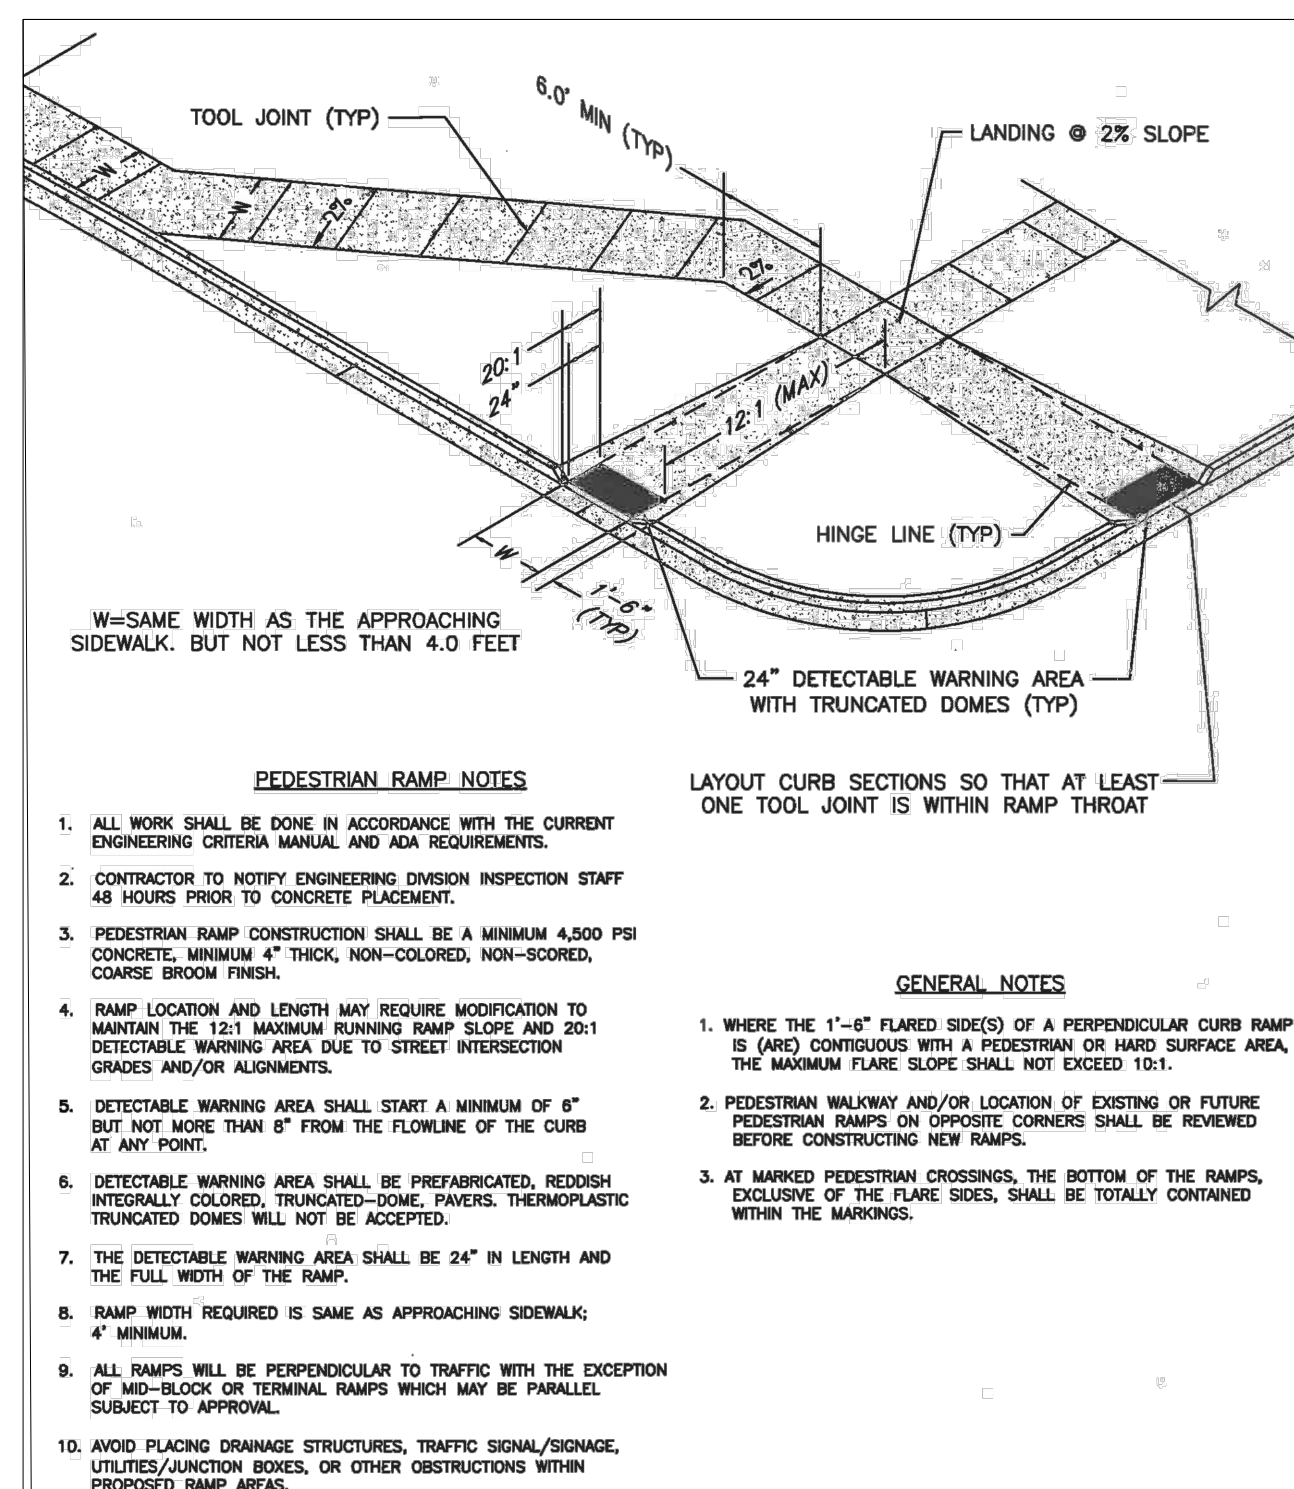 TOOL JOINT (TYP)
6.0' MIN (TYP)
LANDING @ 2% SLOPE
W
W
2%
2%
20:1
24"
12:1 (MAX)
HINGE LINE (TYP)
W
1'-6"
(TYP)
W=SAME WIDTH AS THE APPROACHING
SIDEWALK. BUT NOT LESS THAN 4.0 FEET
24" DETECTABLE WARNING AREA
WITH TRUNCATED DOMES (TYP)
LAYOUT CURB SECTIONS SO THAT AT LEAST
ONE TOOL JOINT IS WITHIN RAMP THROAT
PEDESTRIAN RAMP NOTES
1. ALL WORK SHALL BE DONE IN ACCORDANCE WITH THE CURRENT
ENGINEERING CRITERIA MANUAL AND ADA REQUIREMENTS.
2. CONTRACTOR TO NOTIFY ENGINEERING DIVISION INSPECTION STAFF
48 HOURS PRIOR TO CONCRETE PLACEMENT.
3. PEDESTRIAN RAMP CONSTRUCTION SHALL BE A MINIMUM 4,500 PSI
CONCRETE, MINIMUM 4" THICK, NON-COLORED, NON-SCORED,
COARSE BROOM FINISH.
4. RAMP LOCATION AND LENGTH MAY REQUIRE MODIFICATION TO
MAINTAIN THE 12:1 MAXIMUM RUNNING RAMP SLOPE AND 20:1
DETECTABLE WARNING AREA DUE TO STREET INTERSECTION
GRADES AND/OR ALIGNMENTS.
5. DETECTABLE WARNING AREA SHALL START A MINIMUM OF 6"
BUT NOT MORE THAN 8" FROM THE FLOWLINE OF THE CURB
AT ANY POINT.
6. DETECTABLE WARNING AREA SHALL BE PREFABRICATED, REDDISH
INTEGRALLY COLORED, TRUNCATED-DOME, PAVERS. THERMOPLASTIC
TRUNCATED DOMES WILL NOT BE ACCEPTED.
7. THE DETECTABLE WARNING AREA SHALL BE 24" IN LENGTH AND
THE FULL WIDTH OF THE RAMP.
8. RAMP WIDTH REQUIRED IS SAME AS APPROACHING SIDEWALK;
4' MINIMUM.
9. ALL RAMPS WILL BE PERPENDICULAR TO TRAFFIC WITH THE EXCEPTION
OF MID-BLOCK OR TERMINAL RAMPS WHICH MAY BE PARALLEL
SUBJECT TO APPROVAL.
10. AVOID PLACING DRAINAGE STRUCTURES, TRAFFIC SIGNAL/SIGNAGE,
UTILITIES/JUNCTION BOXES, OR OTHER OBSTRUCTIONS WITHIN
PROPOSED RAMP AREAS.
GENERAL NOTES
1. WHERE THE 1'-6" FLARED SIDE(S) OF A PERPENDICULAR CURB RAMP
IS (ARE) CONTIGUOUS WITH A PEDESTRIAN OR HARD SURFACE AREA,
THE MAXIMUM FLARE SLOPE SHALL NOT EXCEED 10:1.
2. PEDESTRIAN WALKWAY AND/OR LOCATION OF EXISTING OR FUTURE
PEDESTRIAN RAMPS ON OPPOSITE CORNERS SHALL BE REVIEWED
BEFORE CONSTRUCTING NEW RAMPS.
3. AT MARKED PEDESTRIAN CROSSINGS, THE BOTTOM OF THE RAMPS,
EXCLUSIVE OF THE FLARE SIDES, SHALL BE TOTALLY CONTAINED
WITHIN THE MARKINGS.